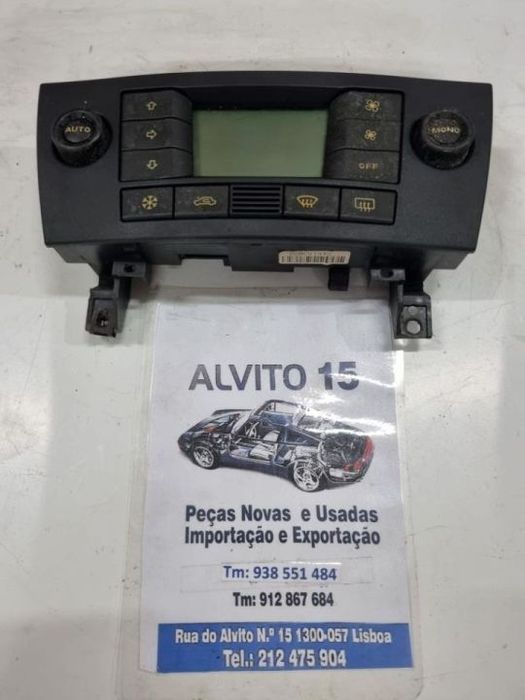 AUTO
MONO
OFF
ALVITO 15
Peças Novas e Usadas
Importação e Exportação
Tm: 938 551 484
Tm: 912 867 684
Rua do Alvito N.º 15 1300-057 Lisboa
Tel.: 212 475 904